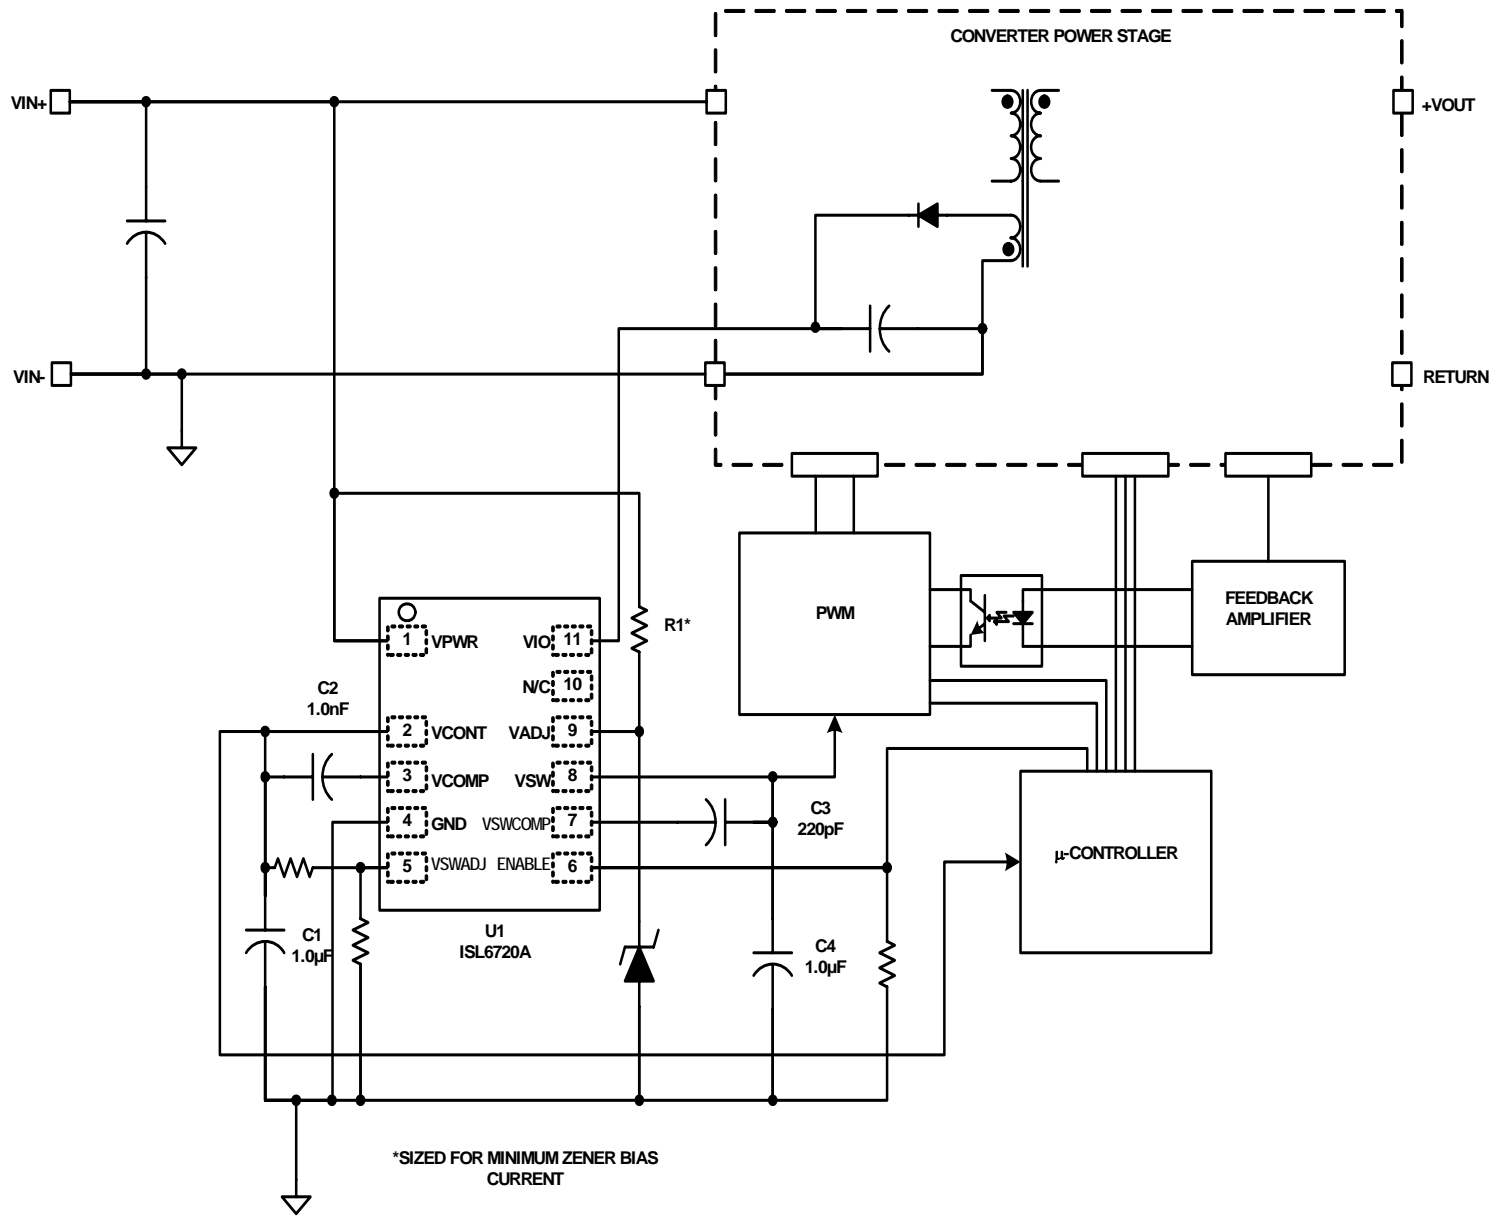 CONVERTER POWER STAGE
VIN+
+VOUT
VIN-
RETURN
PWM
FEEDBACK
AMPLIFIER
R1*
1 VPWR
VIO 11
N/C 10
C2
1.0nF
2 VCONT
VADJ 9
3 VCOMP
VSW 8
4 GND
VSWCOMP 7
C3
220pF
5 VSWADJ
ENABLE 6
µ-CONTROLLER
U1
ISL6720A
C1
1.0µF
C4
1.0µF
*SIZED FOR MINIMUM ZENER BIAS
CURRENT